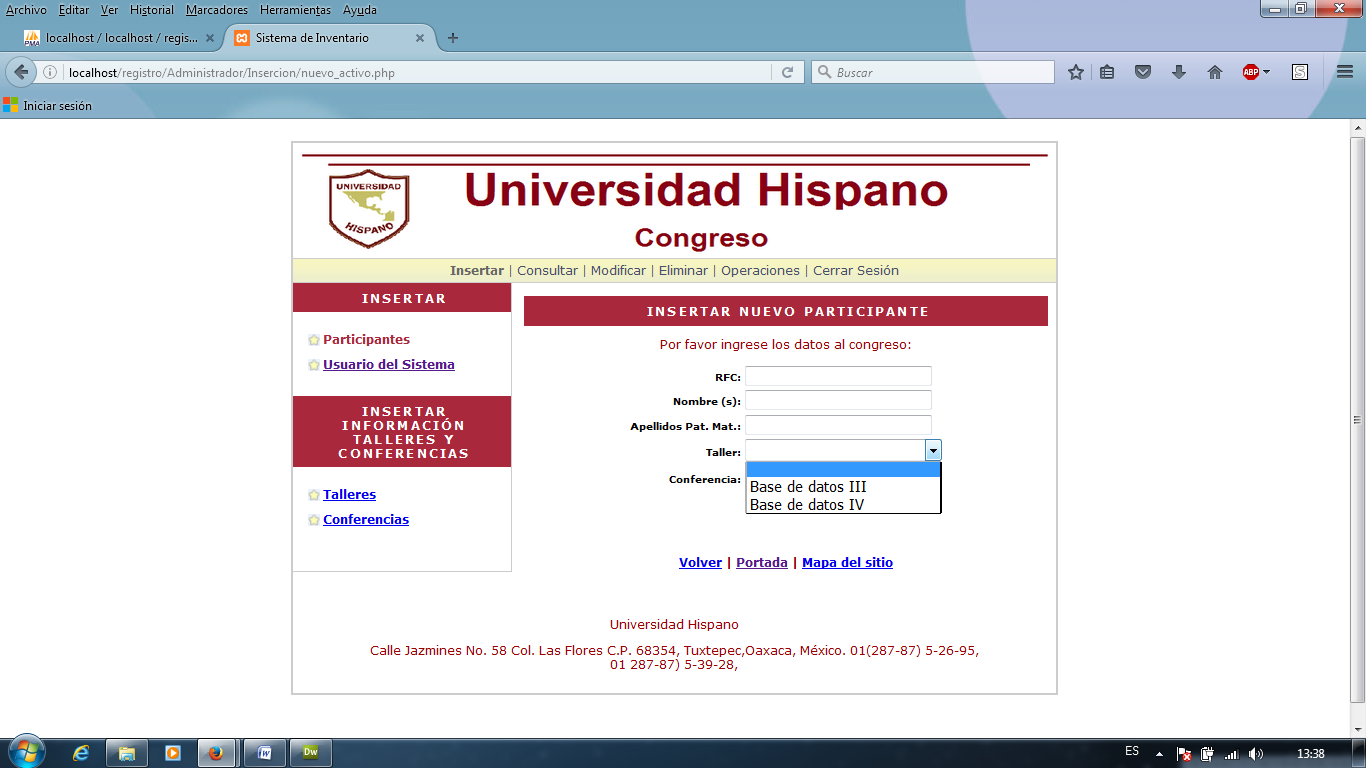 Archivo Editar Ver Historial Marcadores Herramientas Ayuda
localhost / localhost / regis... × Sistema de Inventario × +
localhost/registro/Administrador/Insercion/nuevo_activo.php Buscar ABP S
Iniciar sesión
UNIVERSIDAD
HISPANO
Universidad Hispano
Congreso
Insertar | Consultar | Modificar | Eliminar | Operaciones | Cerrar Sesión
INSERTAR
Participantes
Usuario del Sistema
INSERTAR
INFORMACIÓN
TALLERES Y
CONFERENCIAS
Talleres
Conferencias
INSERTAR NUEVO PARTICIPANTE
Por favor ingrese los datos al congreso:
RFC:
Nombre (s):
Apellidos Pat. Mat.:
Taller:
Conferencia:
Base de datos III
Base de datos IV
Volver | Portada | Mapa del sitio
Universidad Hispano
Calle Jazmines No. 58 Col. Las Flores C.P. 68354, Tuxtepec,Oaxaca, México. 01(287-87) 5-26-95,
01 287-87) 5-39-28,
Dw ES 13:38